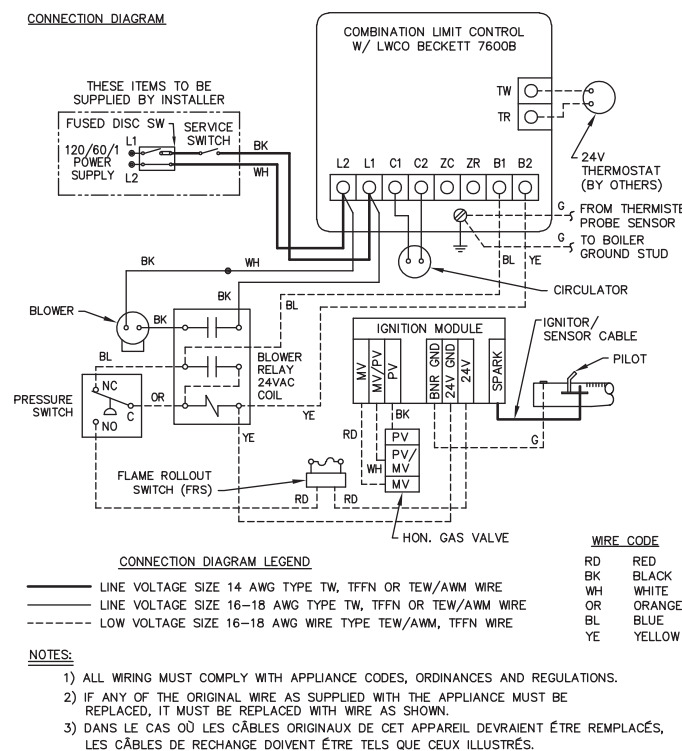 CONNECTION DIAGRAM
COMBINATION LIMIT CONTROL
W/ LWCO BECKETT 7600B
THESE ITEMS TO BE
SUPPLIED BY INSTALLER
FUSED DISC SW
SERVICE
SWITCH
L1
120/60/1
POWER
SUPPLY
L2
BK
WH
TW
TR
24V
THERMOSTAT
(BY OTHERS)
L2 L1 C1 C2 ZC ZR B1 B2
G
FROM THERMISTE
PROBE SENSOR
G
TO BOILER
GROUND STUD
BL YE
CIRCULATOR
BK
WH
BK
BL
BLOWER
BK
BL
BLOWER
RELAY
24VAC
COIL
PRESSURE
SWITCH
NC
C
NO
OR
YE
YE
IGNITION MODULE
MV
MV/PV
PV
BNR GND
24V GND
24V
SPARK
IGNITOR/
SENSOR CABLE
PILOT
BK
RD
WH
G
PV
PV/
MV
MV
FLAME ROLLOUT
SWITCH (FRS)
RD RD
HON. GAS VALVE
WIRE CODE
RD RED
BK BLACK
WH WHITE
OR ORANGE
BL BLUE
YE YELLOW
CONNECTION DIAGRAM LEGEND
LINE VOLTAGE SIZE 14 AWG TYPE TW, TFFN OR TEW/AWM WIRE
LINE VOLTAGE SIZE 16-18 AWG TYPE TW, TFFN OR TEW/AWM WIRE
LOW VOLTAGE SIZE 16-18 AWG WIRE TYPE TEW/AWM, TFFN WIRE
NOTES:
1) ALL WIRING MUST COMPLY WITH APPLIANCE CODES, ORDINANCES AND REGULATIONS.
2) IF ANY OF THE ORIGINAL WIRE AS SUPPLIED WITH THE APPLIANCE MUST BE
REPLACED, IT MUST BE REPLACED WITH WIRE AS SHOWN.
3) DANS LE CAS OÙ LES CÂBLES ORIGINAUX DE CET APPAREIL DEVRAIENT ÊTRE REMPLACÉS,
LES CÂBLES DE RECHANGE DOIVENT ÊTRE TELS QUE CEUX ILLUSTRÉS.